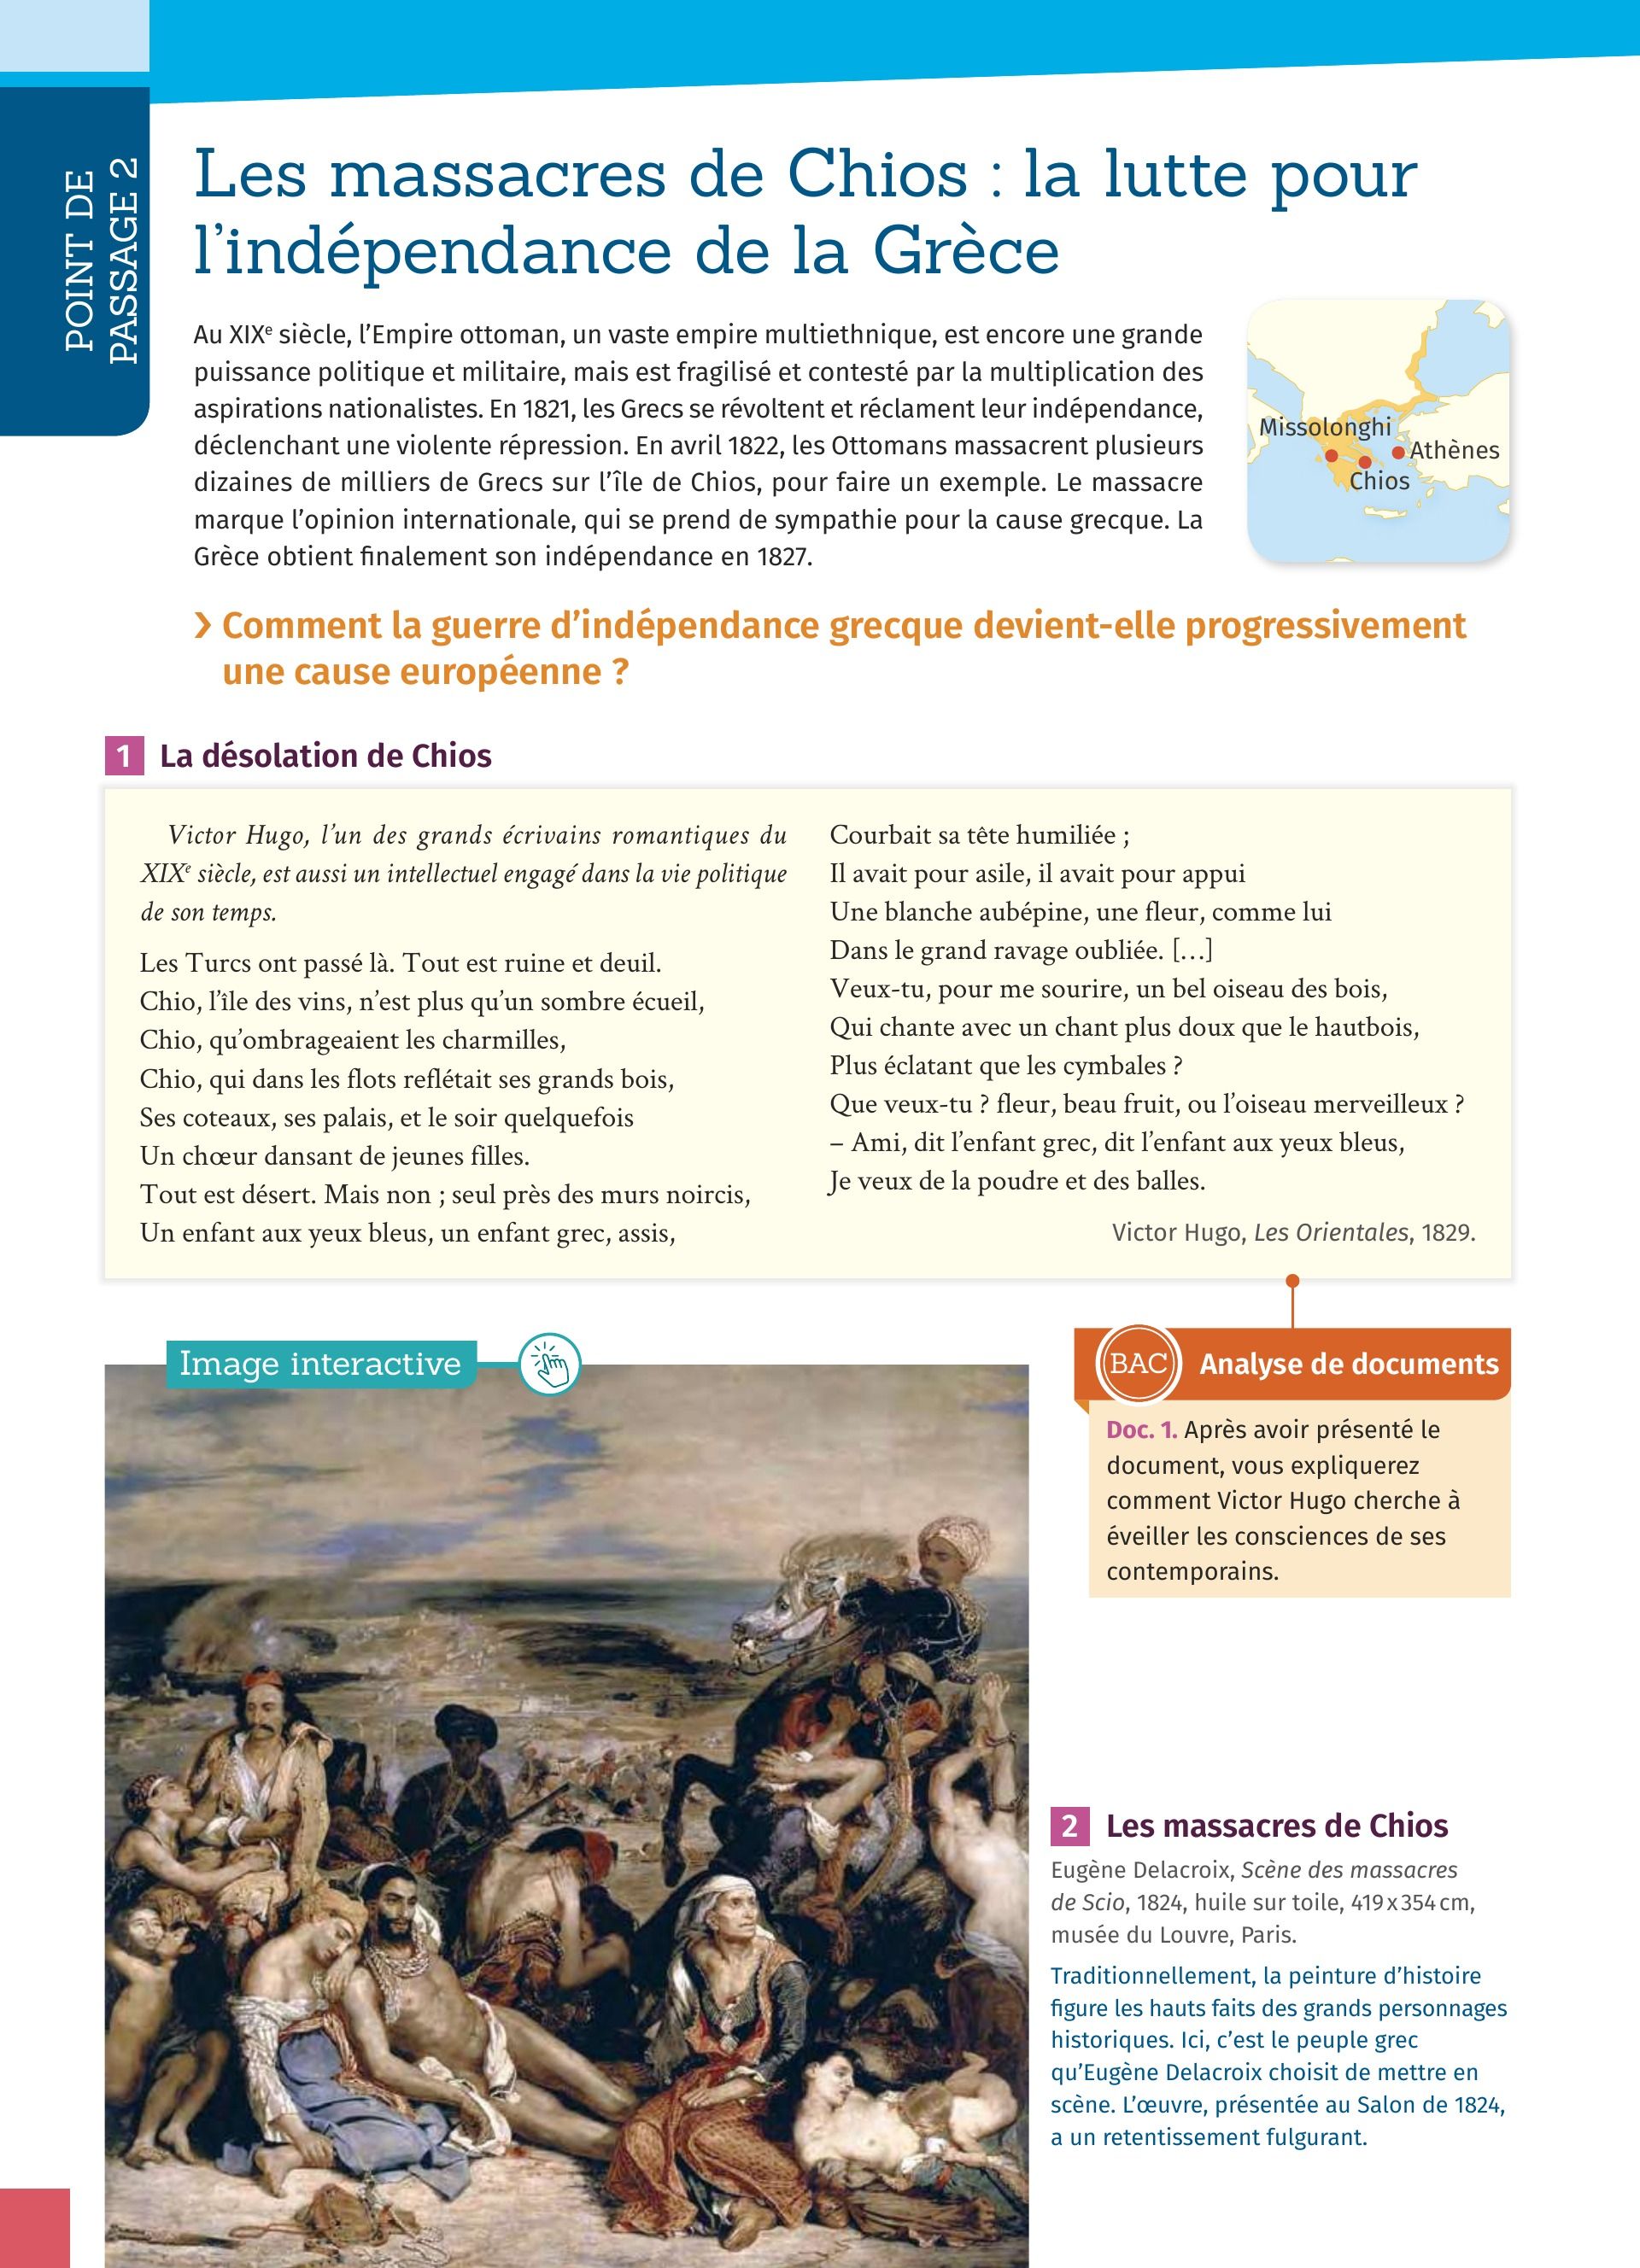 POINT DE
PASSAGE 2
Les massacres de Chios : la lutte pour
l'indépendance de la Grèce
Au XIXe siècle, l'Empire ottoman, un vaste empire multiethnique, est encore une grande
puissance politique et militaire, mais est fragilisé et contesté par la multiplication des
aspirations nationalistes. En 1821, les Grecs se révoltent et réclament leur indépendance,
déclenchant une violente répression. En avril 1822, les Ottomans massacrent plusieurs
dizaines de milliers de Grecs sur l'île de Chios, pour faire un exemple. Le massacre
marque l'opinion internationale, qui se prend de sympathie pour la cause grecque. La
Grèce obtient finalement son indépendance en 1827.
Missolonghi
Athènes
Chios
› Comment la guerre d'indépendance grecque devient-elle progressivement
une cause européenne ?
1 La désolation de Chios
Victor Hugo, l'un des grands écrivains romantiques du
XIXe siècle, est aussi un intellectuel engagé dans la vie politique
de son temps.
Les Turcs ont passé là. Tout est ruine et deuil.
Chio, l'île des vins, n'est plus qu'un sombre écueil,
Chio, qu'ombrageaient les charmilles,
Chio, qui dans les flots reflétait ses grands bois,
Ses coteaux, ses palais, et le soir quelquefois
Un chœur dansant de jeunes filles.
Tout est désert. Mais non ; seul près des murs noircis,
Un enfant aux yeux bleus, un enfant grec, assis,
Courbait sa tête humiliée ;
Il avait pour asile, il avait pour appui
Une blanche aubépine, une fleur, comme lui
Dans le grand ravage oubliée. […]
Veux-tu, pour me sourire, un bel oiseau des bois,
Qui chante avec un chant plus doux que le hautbois,
Plus éclatant que les cymbales ?
Que veux-tu ? fleur, beau fruit, ou l'oiseau merveilleux ?
– Ami, dit l'enfant grec, dit l'enfant aux yeux bleus,
Je veux de la poudre et des balles.
Victor Hugo, Les Orientales, 1829.
Image interactive
BAC Analyse de documents
Doc. 1. Après avoir présenté le
document, vous expliquerez
comment Victor Hugo cherche à
éveiller les consciences de ses
contemporains.
2 Les massacres de Chios
Eugène Delacroix, Scène des massacres
de Scio, 1824, huile sur toile, 419 x 354 cm,
musée du Louvre, Paris.
Traditionnellement, la peinture d'histoire
figure les hauts faits des grands personnages
historiques. Ici, c'est le peuple grec
qu'Eugène Delacroix choisit de mettre en
scène. L'œuvre, présentée au Salon de 1824,
a un retentissement fulgurant.